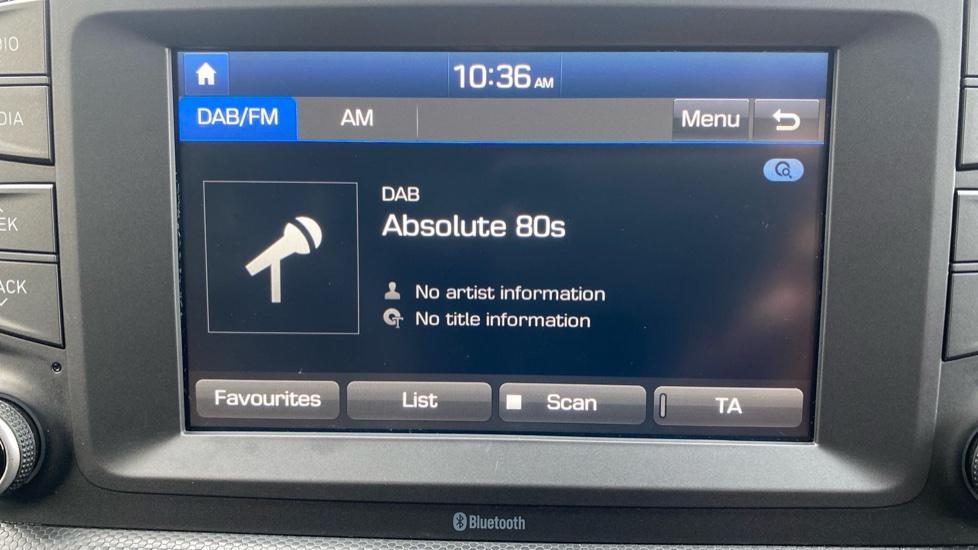 10:36 AM
DAB/FM AM Menu
DAB
Absolute 80s
No artist information
No title information
Favourites List Scan TA
Bluetooth